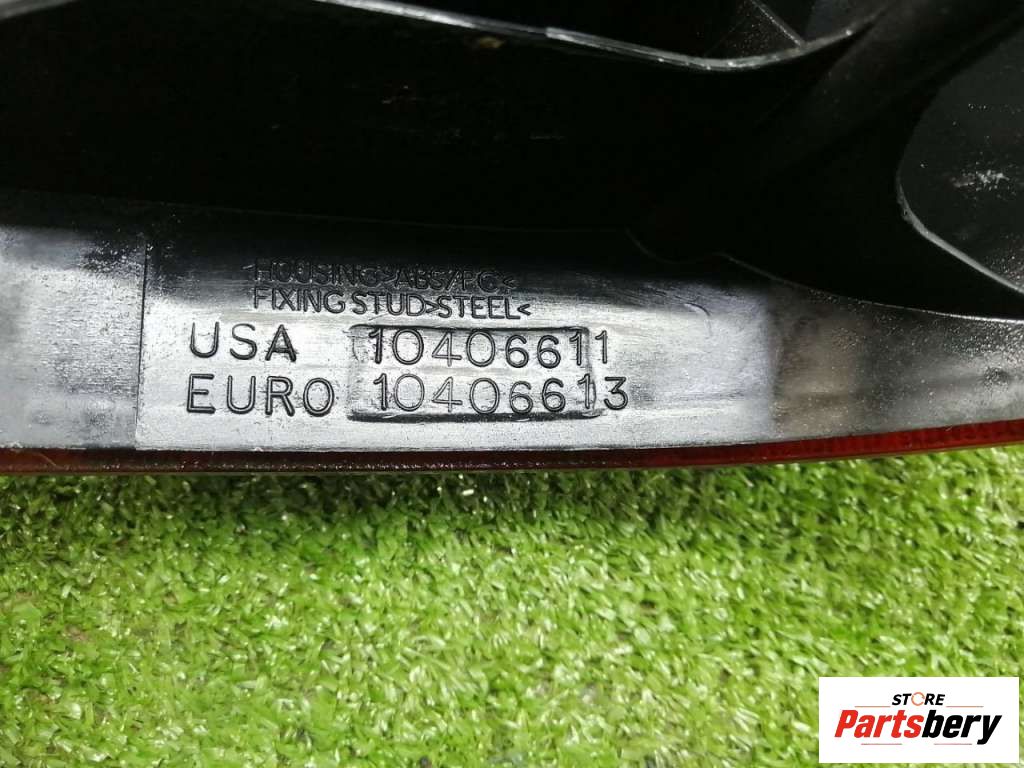 HOUSING>ABS/PC<
FIXING STUD>STEEL<
USA 10406611
EURO 10406613
STORE
Partsbery